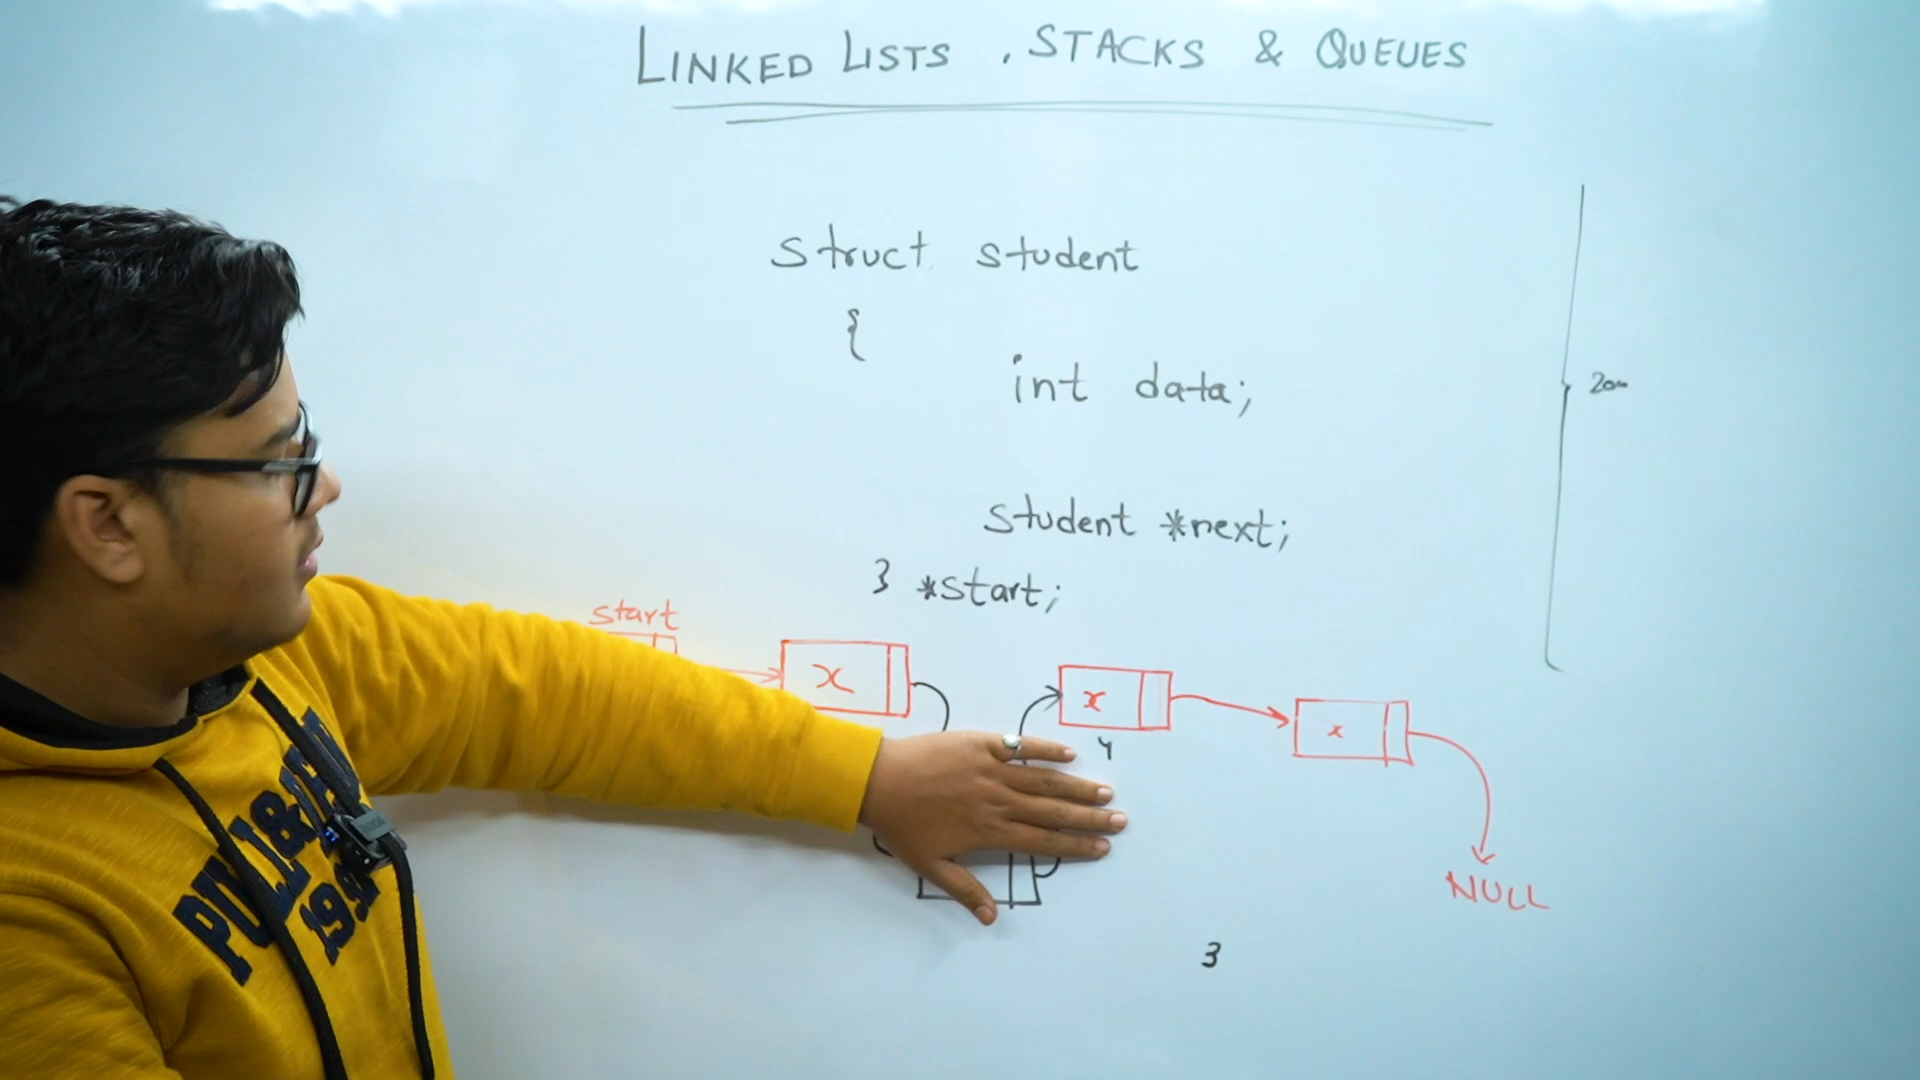 LINKED LISTS, STACKS & QUEUES
struct student
{
int data;
student *next;
} *start;
start
x
x
x
4
NULL
3